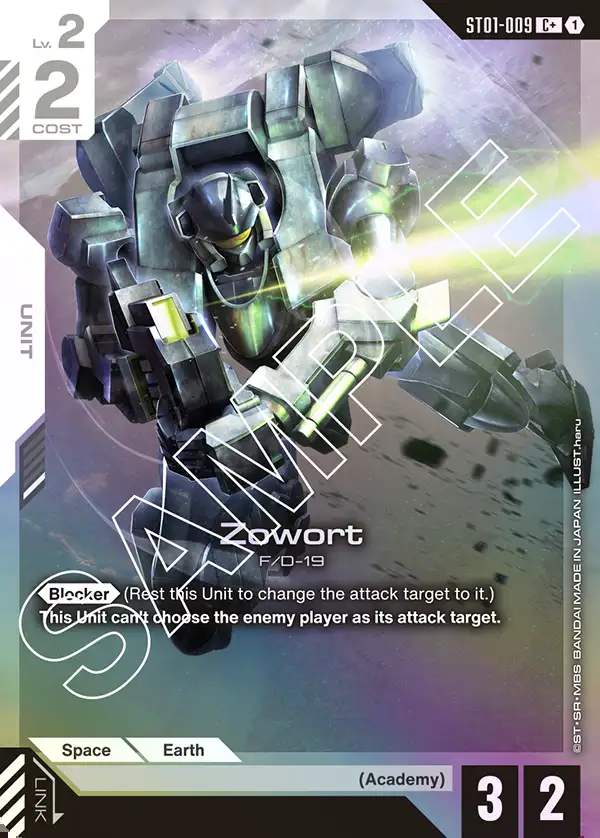 Lv. 2
ST01-009 C+ 1
2
COST
UNIT
SAMPLE
Zowort
F/D-19
Blocker (Rest this Unit to change the attack target to it.)
This Unit can't choose the enemy player as its attack target.
©ST・SR・MBS BANDAI MADE IN JAPAN ILLUST.haru
Space Earth
LINK
(Academy)
3 2